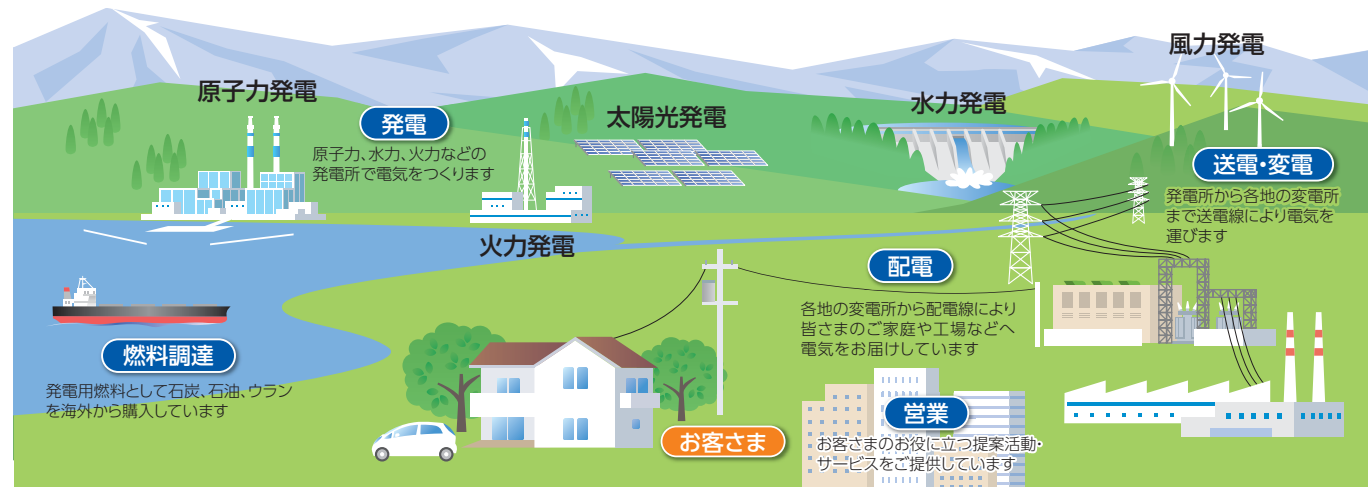 風力発電
原子力発電
水力発電
太陽光発電
発電
原子力、水力、火力などの
発電所で電気をつくります
送電・変電
発電所から各地の変電所
まで送電線により電気を
運びます
火力発電
配電
各地の変電所から配電線により
皆さまのご家庭や工場などへ
電気をお届けしています
燃料調達
発電用燃料として石炭、石油、ウラン
を海外から購入しています
お客さま
営業
お客さまのお役に立つ提案活動・
サービスをご提供しています